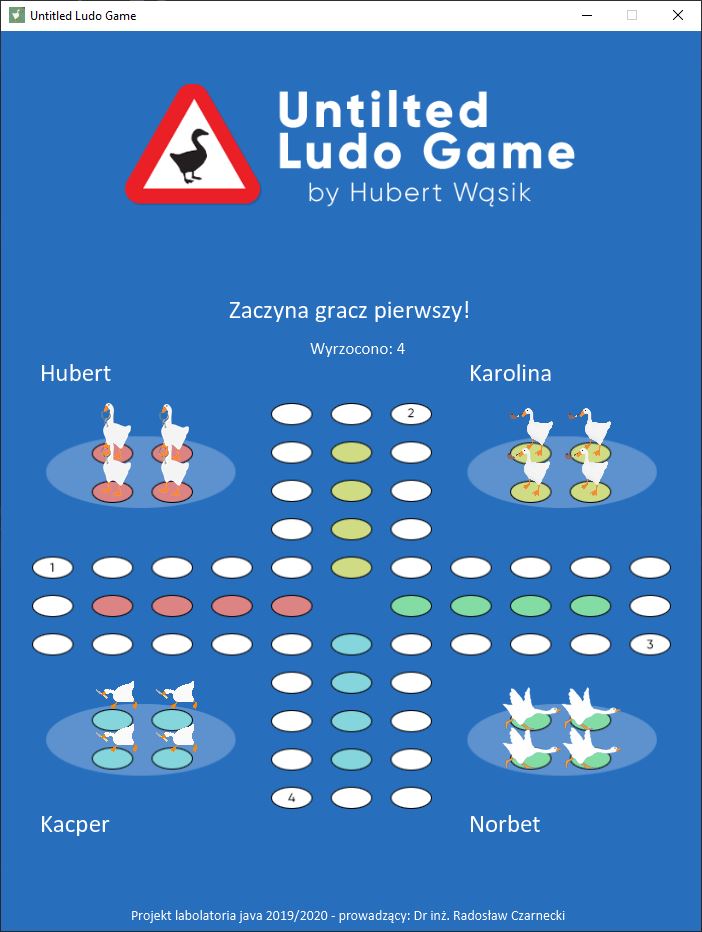 Untitled Ludo Game
Untilted
Ludo Game
by Hubert Wąsik
Zaczyna gracz pierwszy!
Wyrzocono: 4
Hubert
Karolina
2
1
3
4
Kacper
Norbet
Projekt labolatoria java 2019/2020 - prowadzący: Dr inż. Radosław Czarnecki